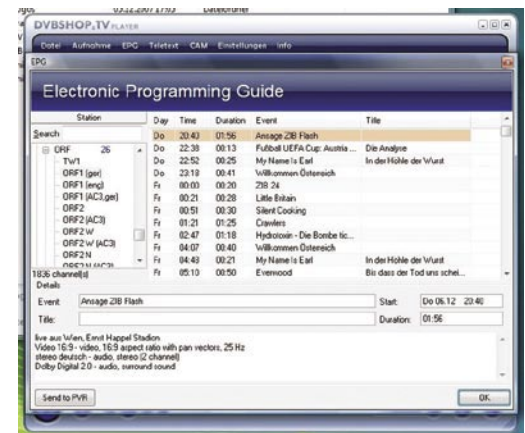 03.12.2007 17:03 Dateiordner
DVBSHOP.TV PLAYER
Datei Aufnahme EPG Teletext CAM Einstellungen Info
EPG
Electronic Programming Guide
Station Day Time Duration Event Title
Search
ORF 26
TW1
ORF1 (ger)
ORF1 (eng)
ORF1 (AC3,ger)
ORF2
ORF2 (AC3)
ORF2 W
ORF2 W (AC3)
ORF2 N
ORF2 N (AC3)
Do 20:40 01:56 Ansage ZIB Flash
Do 22:38 00:13 Fußball UEFA Cup: Austria ... Die Analyse
Do 22:52 00:25 My Name Is Earl In der Höhle der Wurst
Do 23:18 00:41 Willkommen Österreich
Fr 00:00 00:20 ZIB 24
Fr 00:21 00:28 Little Britain
Fr 00:51 00:30 Silent Cooking
Fr 01:21 01:25 Crawlers
Fr 02:47 01:18 Hydrotoxin - Die Bombe tic...
Fr 04:07 00:40 Willkommen Österreich
Fr 04:48 00:21 My Name Is Earl In der Höhle der Wurst
Fr 05:10 00:50 Everwood Bis dass der Tod uns schei...
1836 channel(s)
Details
Event: Ansage ZIB Flash Start: Do 06.12 20:40
Title: Duration: 01:56
live aus Wien, Ernst Happel Stadion
Video 16:9 - video, 16:9 aspect ratio with pan vectors, 25 Hz
stereo deutsch - audio, stereo (2 channel)
Dolby Digital 2.0 - audio, surround sound
Send to PVR OK